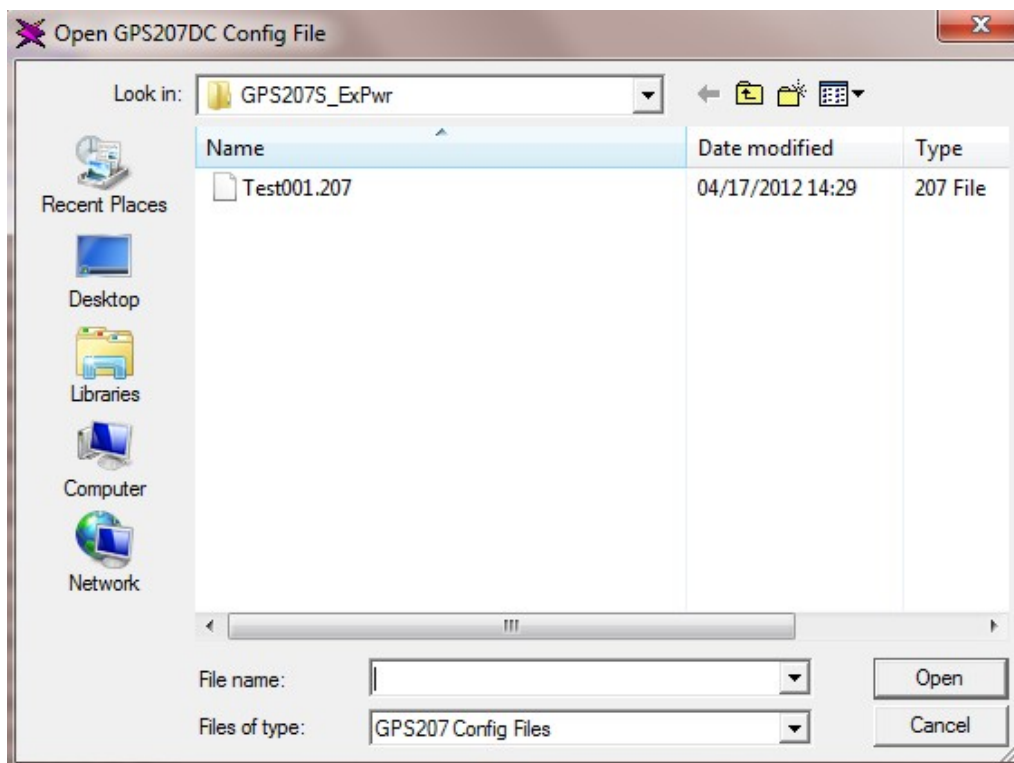 Open GPS207DC Config File
Look in: GPS207S_ExPwr
Name Date modified Type
Test001.207 04/17/2012 14:29 207 File
Recent Places
Desktop
Libraries
Computer
Network
File name: Open
Files of type: GPS207 Config Files Cancel